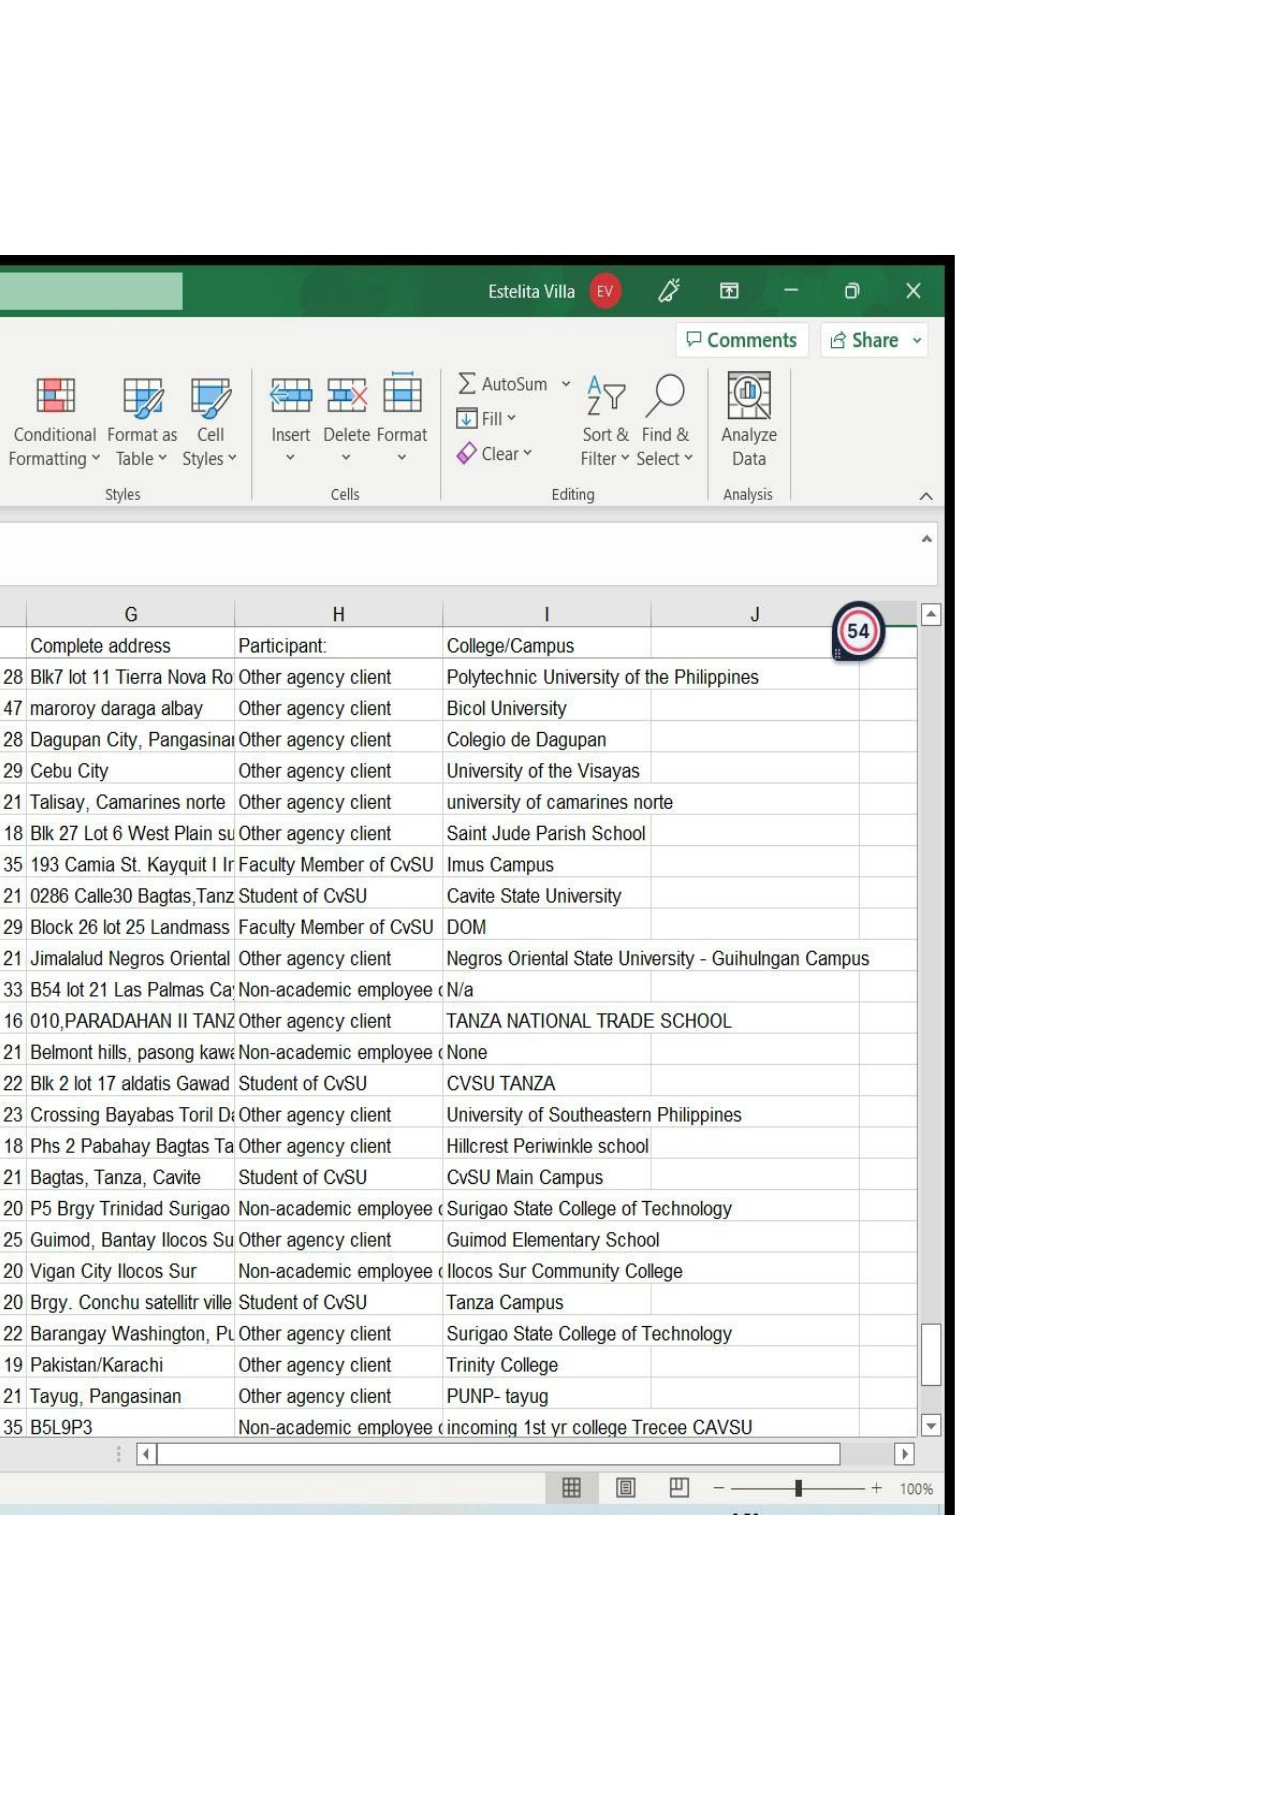 Estelita Villa EV
Comments Share
AutoSum
Fill
Clear
Conditional Formatting
Format as Table
Cell Styles
Insert Delete Format
Sort & Filter
Find & Select
Analyze Data
Styles Cells Editing Analysis
G H I J
54
Complete address Participant: College/Campus
28 Blk7 lot 11 Tierra Nova Ro Other agency client Polytechnic University of the Philippines
47 maroroy daraga albay Other agency client Bicol University
28 Dagupan City, Pangasinan Other agency client Colegio de Dagupan
29 Cebu City Other agency client University of the Visayas
21 Talisay, Camarines norte Other agency client university of camarines norte
18 Blk 27 Lot 6 West Plain su Other agency client Saint Jude Parish School
35 193 Camia St. Kayquit I Ir Faculty Member of CvSU Imus Campus
21 0286 Calle30 Bagtas,Tanz Student of CvSU Cavite State University
29 Block 26 lot 25 Landmass Faculty Member of CvSU DOM
21 Jimalalud Negros Oriental Other agency client Negros Oriental State University - Guihulngan Campus
33 B54 lot 21 Las Palmas Cay Non-academic employee N/a
16 010,PARADAHAN II TANZ Other agency client TANZA NATIONAL TRADE SCHOOL
21 Belmont hills, pasong kawa Non-academic employee None
22 Blk 2 lot 17 aldatis Gawad Student of CvSU CVSU TANZA
23 Crossing Bayabas Toril Da Other agency client University of Southeastern Philippines
18 Phs 2 Pabahay Bagtas Ta Other agency client Hillcrest Periwinkle school
21 Bagtas, Tanza, Cavite Student of CvSU CvSU Main Campus
20 P5 Brgy Trinidad Surigao Non-academic employee Surigao State College of Technology
25 Guimod, Bantay Ilocos Su Other agency client Guimod Elementary School
20 Vigan City Ilocos Sur Non-academic employee Ilocos Sur Community College
20 Brgy. Conchu satellitr ville Student of CvSU Tanza Campus
22 Barangay Washington, Pu Other agency client Surigao State College of Technology
19 Pakistan/Karachi Other agency client Trinity College
21 Tayug, Pangasinan Other agency client PUNP- tayug
35 B5L9P3 Non-academic employee incoming 1st yr college Trecee CAVSU
100%